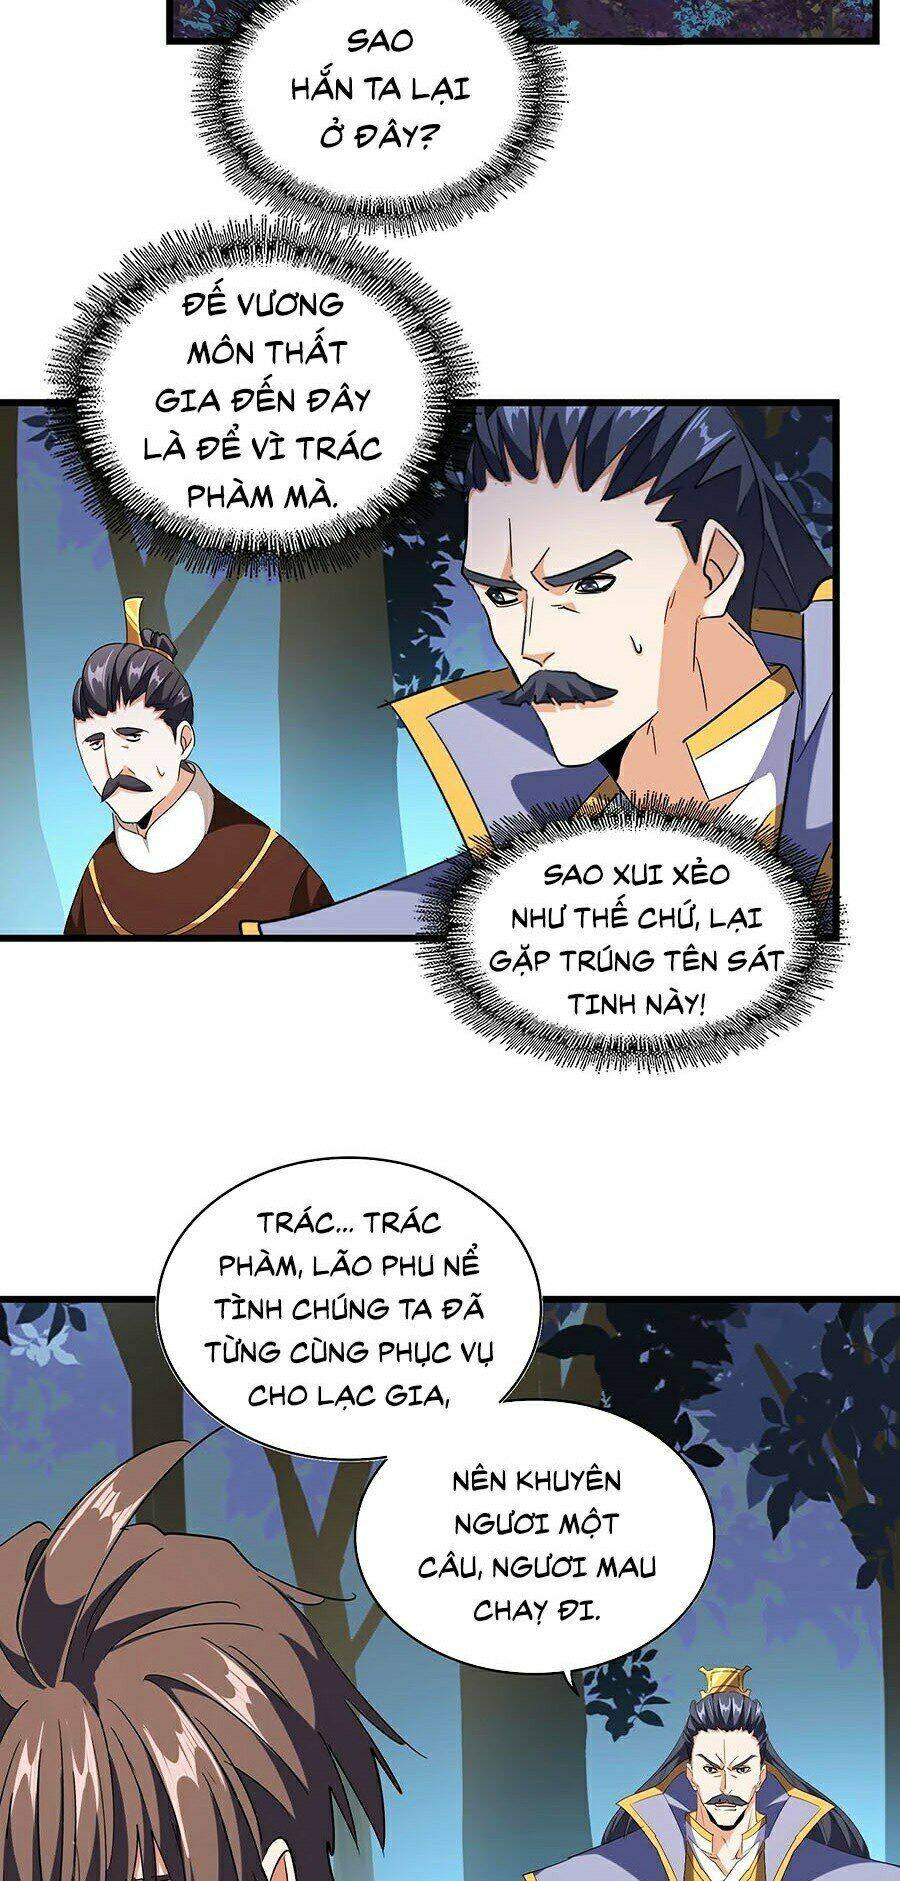 SAO
HẮN TA LẠI
Ở ĐÂY?
ĐẾ VƯƠNG
MÔN THẤT
GIA ĐẾN ĐÂY
LÀ ĐỂ VÌ TRÁC
PHÀM MÀ.
SAO XUI XẺO
NHƯ THẾ CHỨ, LẠI
GẶP TRÚNG TÊN SÁT
TINH NÀY!
TRÁC... TRÁC
PHÀM, LÃO PHU NỂ
TÌNH CHÚNG TA ĐÃ
TỪNG CÙNG PHỤC VỤ
CHO LẠC GIA,
NÊN KHUYÊN
NGƯƠI MỘT
CÂU, NGƯƠI MAU
CHẠY ĐI.